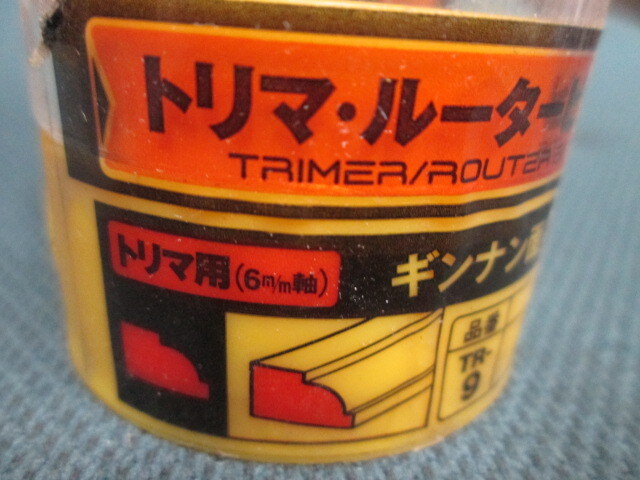 トリマ・ルーター
TRIMER/ROUTER
トリマ用(6m/m軸)
ギンナン面
品番
TR-
9